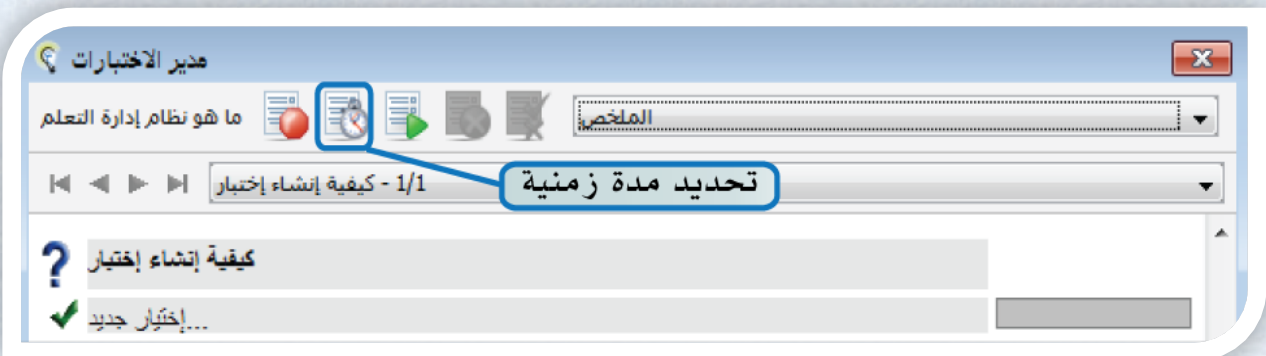 مدير الاختبارات
ما هو نظام إدارة التعلم
الملخص
1/1 - كيفية إنشاء إختبار
تحديد مدة زمنية
كيفية إنشاء إختبار
إختبار جديد...